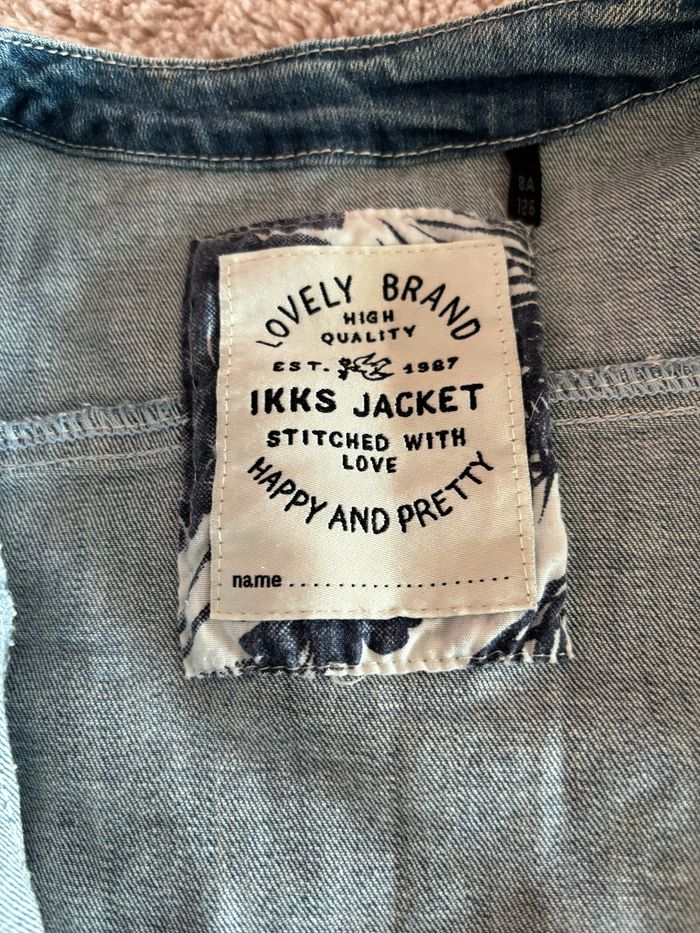 8A
126
LOVELY BRAND
HIGH
QUALITY
EST. 1987
IKKS JACKET
STITCHED WITH
LOVE
HAPPY AND PRETTY
name..................